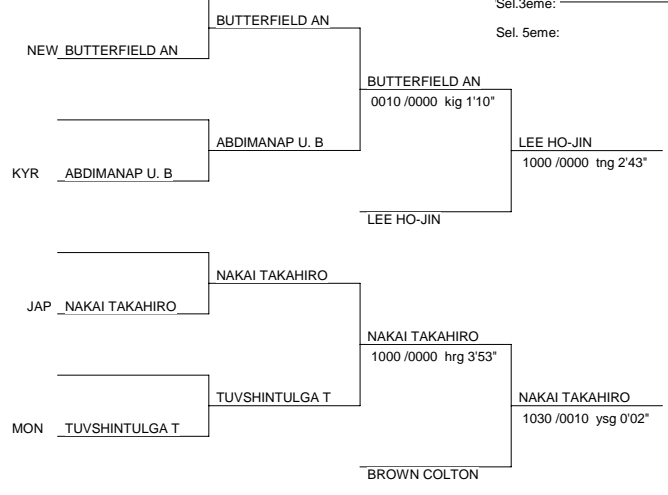 Sel.3eme:
BUTTERFIELD AN
Sel. 5eme:
NEW BUTTERFIELD AN
BUTTERFIELD AN
0010 /0000 kig 1'10"
ABDIMANAP U. B
LEE HO-JIN
1000 /0000 tng 2'43"
KYR ABDIMANAP U. B
LEE HO-JIN
NAKAI TAKAHIRO
JAP NAKAI TAKAHIRO
NAKAI TAKAHIRO
1000 /0000 hrg 3'53"
TUVSHINTULGA T
NAKAI TAKAHIRO
1030 /0010 ysg 0'02"
MON TUVSHINTULGA T
BROWN COLTON